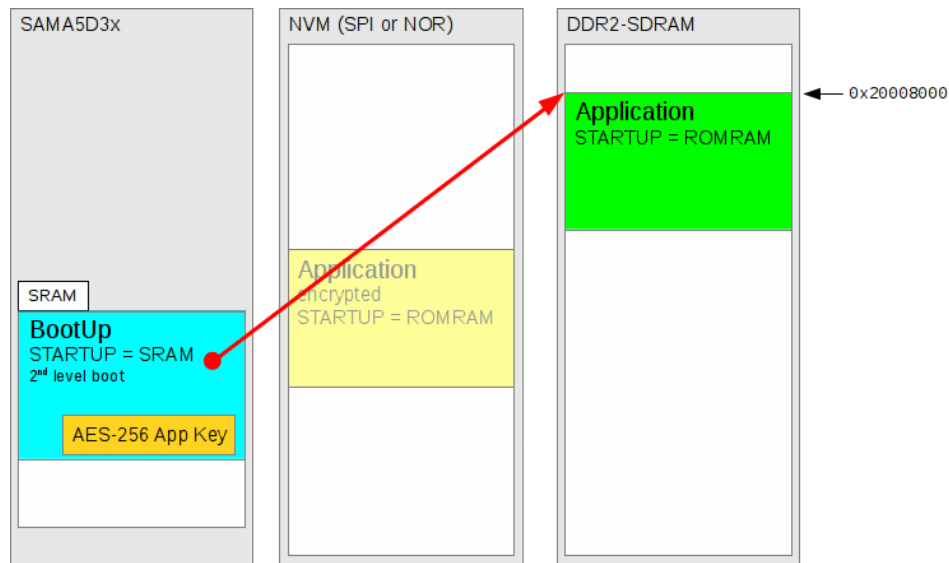 SAMA5D3x
SRAM
BootUp
STARTUP = SRAM
2nd level boot
AES-256 App Key
NVM (SPI or NOR)
Application
encrypted
STARTUP = ROMRAM
DDR2-SDRAM
Application
STARTUP = ROMRAM
0x20008000